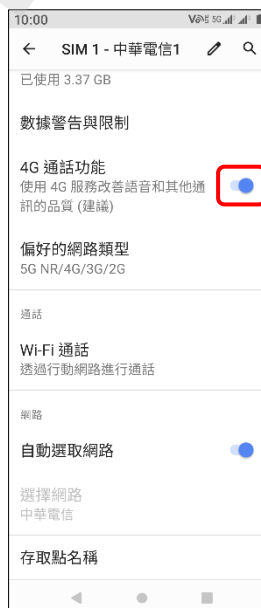 10:00
5G
SIM 1 - 中華電信1
已使用 3.37 GB
數據警告與限制
4G 通話功能
使用 4G 服務改善語音和其他通
訊的品質 (建議)
偏好的網路類型
5G NR/4G/3G/2G
通話
Wi-Fi 通話
透過行動網路進行通話
網路
自動選取網路
選擇網路
中華電信
存取點名稱